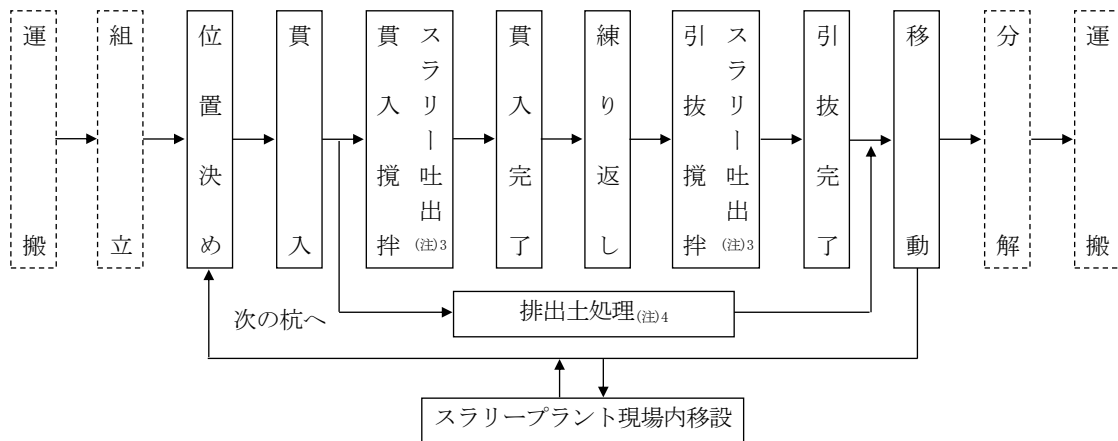 運搬
組立
位置決め
貫入
スラリー吐出(注)3
貫入撹拌
貫入完了
練り返し
スラリー吐出(注)3
引抜撹拌
引抜完了
移動
分解
運搬
排出土処理(注)4
次の杭へ
スラリープラント現場内移設